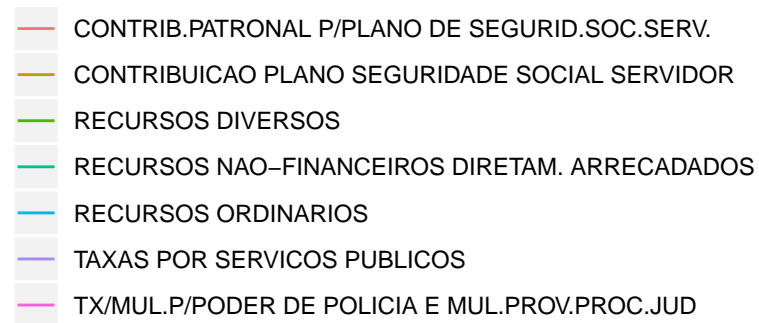 CONTRIB.PATRONAL P/PLANO DE SEGURID.SOC.SERV.
CONTRIBUICAO PLANO SEGURIDADE SOCIAL SERVIDOR
RECURSOS DIVERSOS
RECURSOS NAO−FINANCEIROS DIRETAM. ARRECADADOS
RECURSOS ORDINARIOS
TAXAS POR SERVICOS PUBLICOS
TX/MUL.P/PODER DE POLICIA E MUL.PROV.PROC.JUD